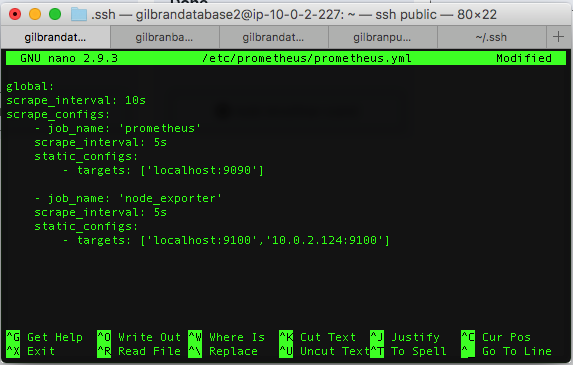 .ssh — gilbrandatabase2@ip-10-0-2-227: ~ — ssh public — 80×22
gilbrandat... gilbranba... gilbrandat... gilbranpu... ~/.ssh +
GNU nano 2.9.3 /etc/prometheus/prometheus.yml Modified
global:
scrape_interval: 10s
scrape_configs:
    - job_name: 'prometheus'
    scrape_interval: 5s
    static_configs:
        - targets: ['localhost:9090']
    - job_name: 'node_exporter'
    scrape_interval: 5s
    static_configs:
        - targets: ['localhost:9100','10.0.2.124:9100']
^G Get Help ^O Write Out ^W Where Is ^K Cut Text ^J Justify ^C Cur Pos
^X Exit ^R Read File ^\ Replace ^U Uncut Text ^T To Spell ^_ Go To Line